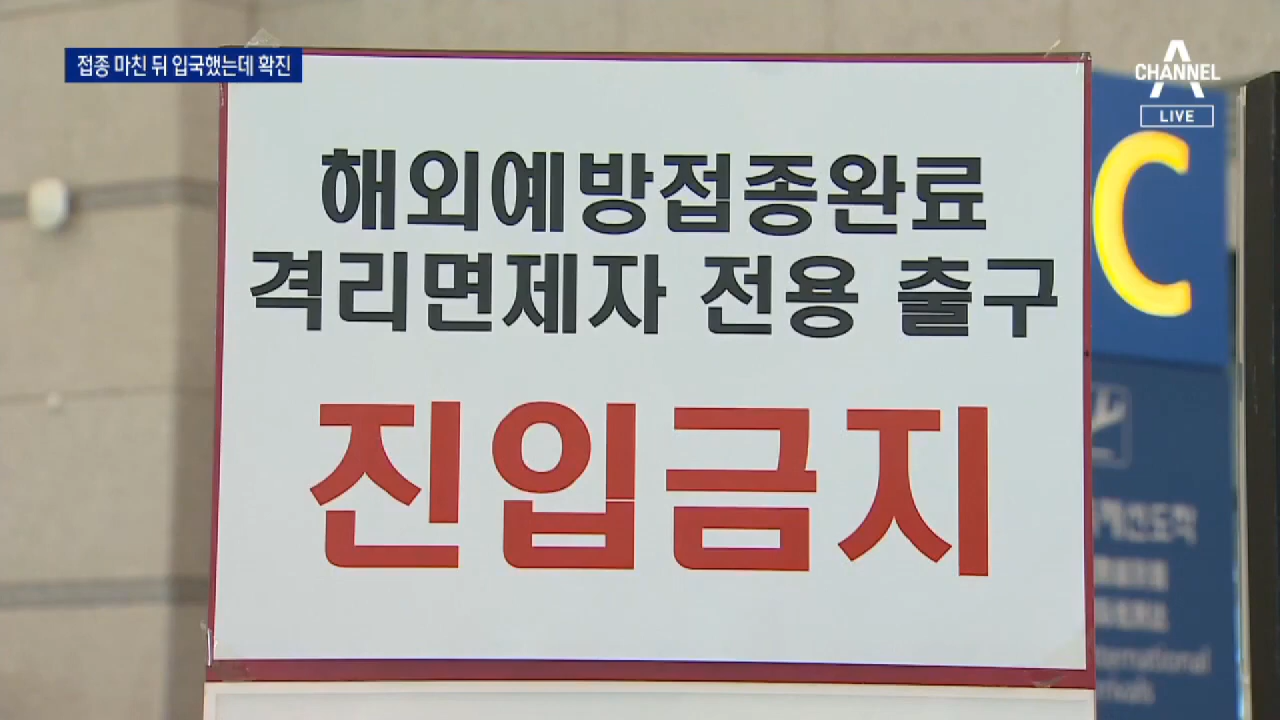 접종 마친 뒤 입국했는데 확진
CHANNEL A
LIVE
해외예방접종완료
격리면제자 전용 출구
진입금지
C